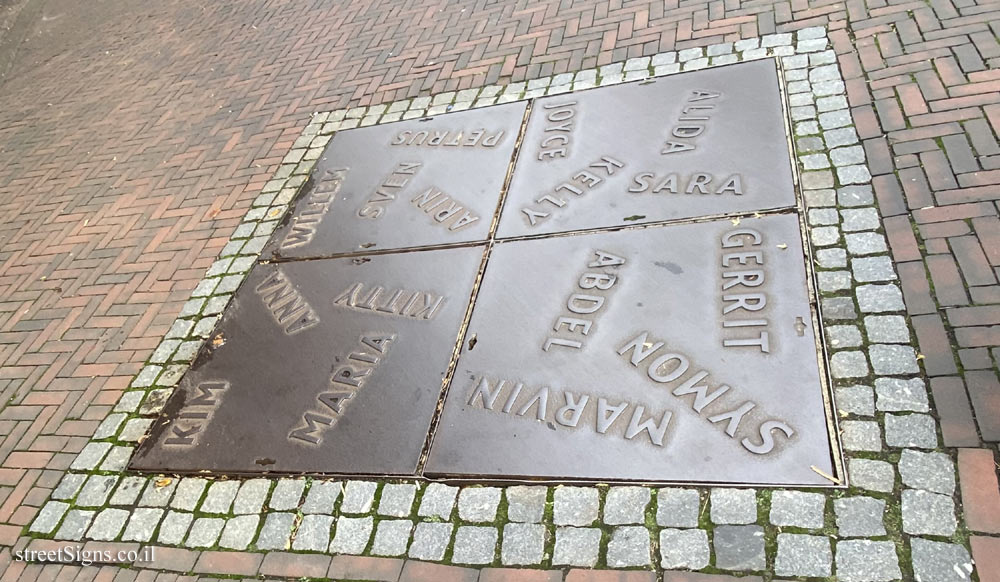 PETRUS
WILLEM
SVEN
ARIN
JOYCE
ALIDA
KELLY
SARA
ANNA
KITTY
MARIA
KIM
ABDEL
GERRIT
SYMON
MARVIN
streetSigns.co.il